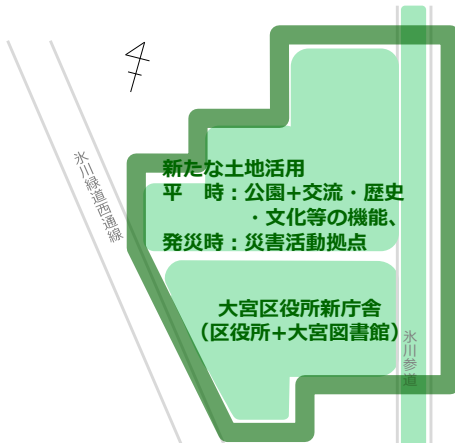 新たな土地活用
平　時：公園+交流・歴史
・文化等の機能、
発災時：災害活動拠点
大宮区役所新庁舎
（区役所+大宮図書館）
氷川緑道西通線
氷川参道